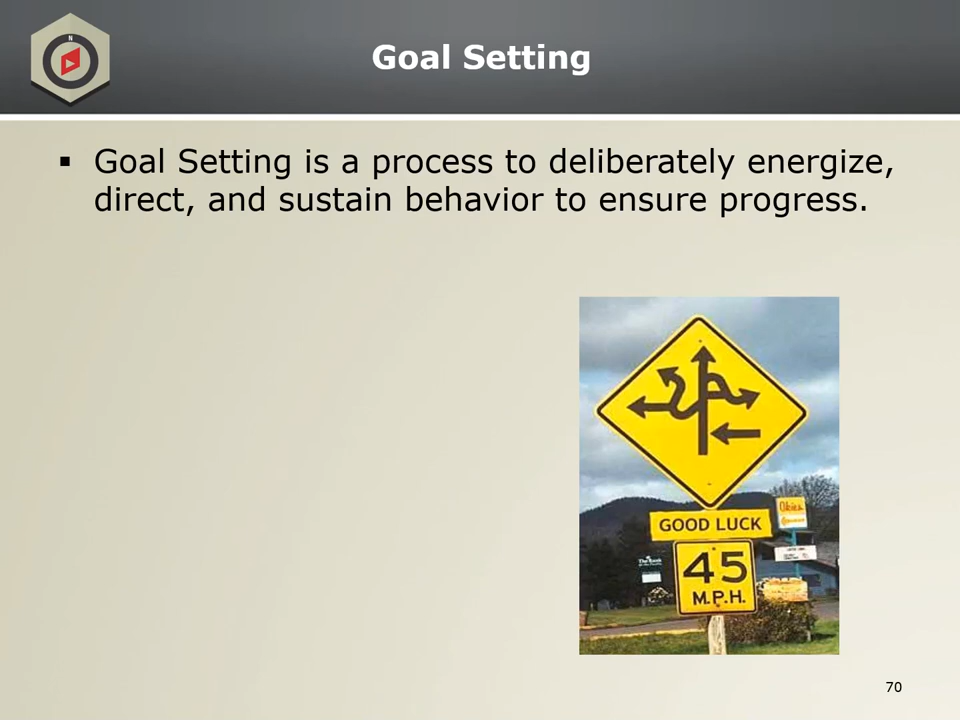 N
Goal Setting
▪ Goal Setting is a process to deliberately energize,
direct, and sustain behavior to ensure progress.
Okies
GOOD LUCK
45
M.P.H.
70